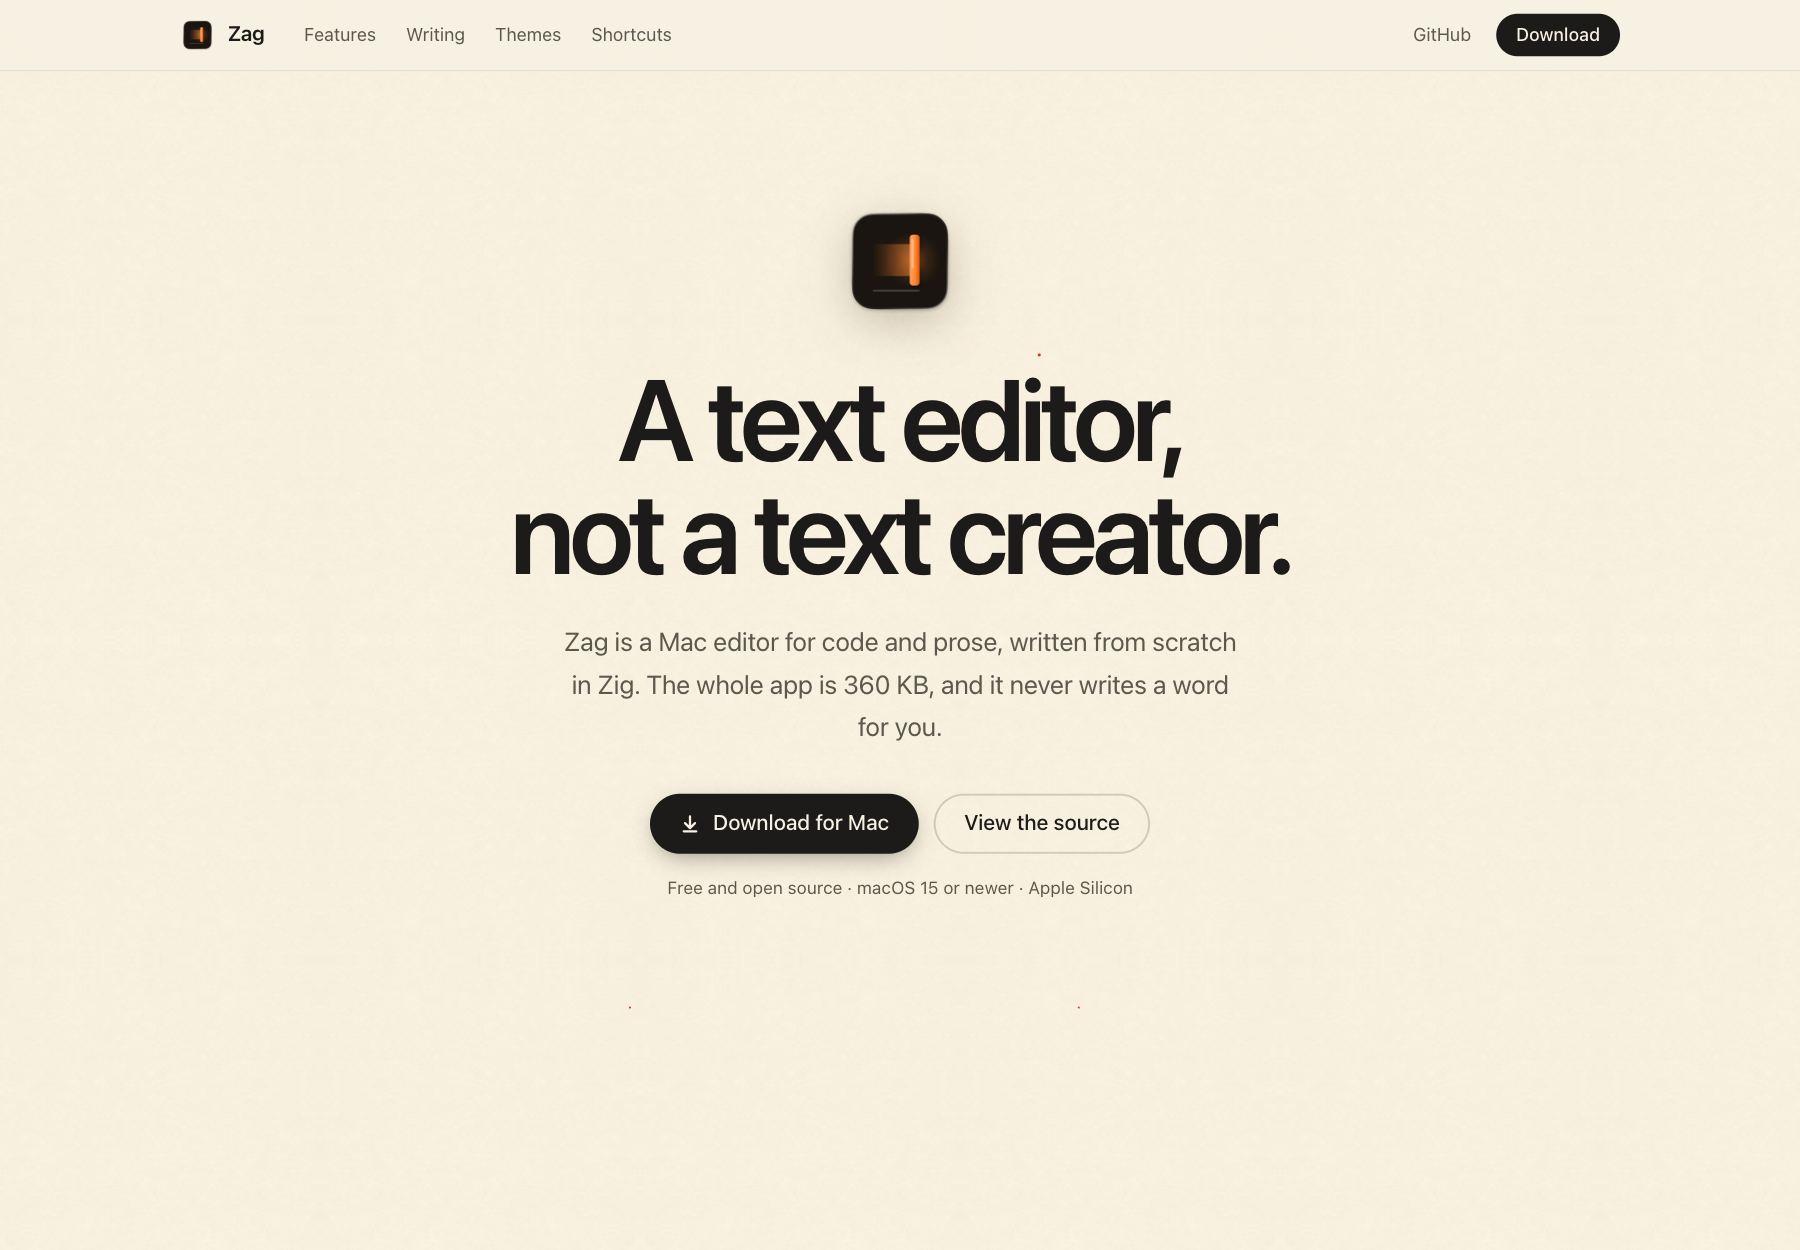 Zag
Features
Writing
Themes
Shortcuts
GitHub
Download
A text editor,
not a text creator.
Zag is a Mac editor for code and prose, written from scratch
in Zig. The whole app is 360 KB, and it never writes a word
for you.
Download for Mac
View the source
Free and open source · macOS 15 or newer · Apple Silicon